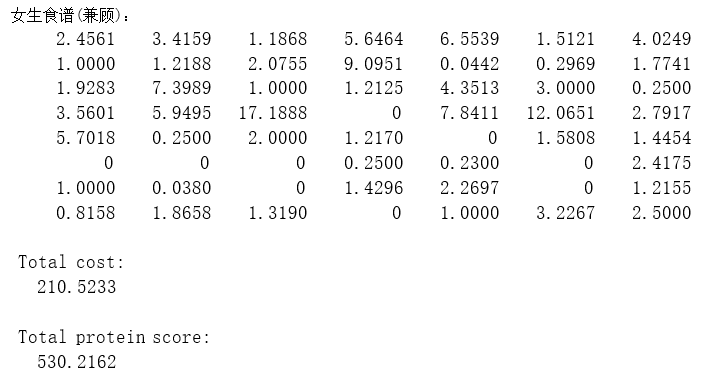 女生食谱(兼顾):
2.4561 3.4159 1.1868 5.6464 6.5539 1.5121 4.0249
1.0000 1.2188 2.0755 9.0951 0.0442 0.2969 1.7741
1.9283 7.3989 1.0000 1.2125 4.3513 3.0000 0.2500
3.5601 5.9495 17.1888 0 7.8411 12.0651 2.7917
5.7018 0.2500 2.0000 1.2170 0 1.5808 1.4454
0 0 0 0.2500 0.2300 0 2.4175
1.0000 0.0380 0 1.4296 2.2697 0 1.2155
0.8158 1.8658 1.3190 0 1.0000 3.2267 2.5000
Total cost:
210.5233
Total protein score:
530.2162